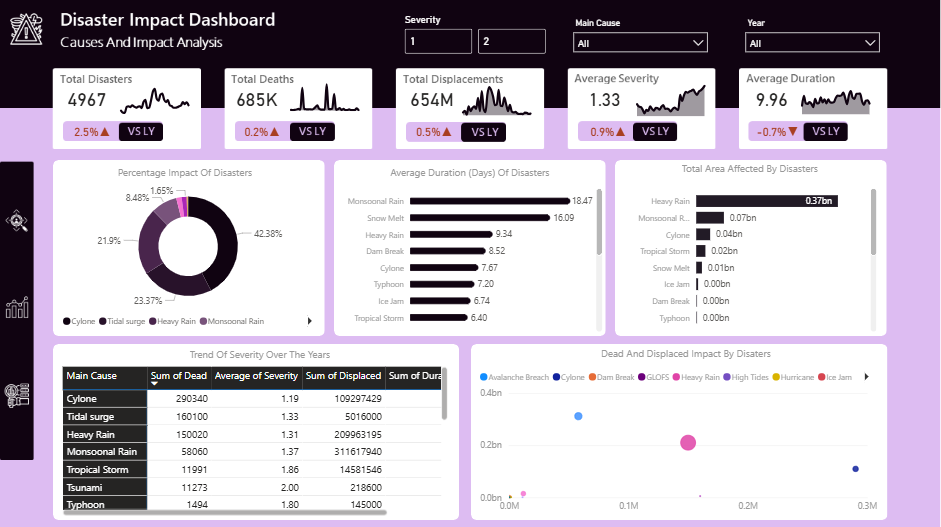 Disaster Impact Dashboard
Causes And Impact Analysis
Severity
1 2
Main Cause
All
Year
All
Total Disasters
4967
2.5% VS LY
Total Deaths
685K
0.2% VS LY
Total Displacements
654M
0.5% VS LY
Average Severity
1.33
0.9% VS LY
Average Duration
9.96
-0.7% VS LY
Percentage Impact Of Disasters
1.65%
8.48%
42.38%
21.9%
23.37%
Cylone Tidal surge Heavy Rain Monsoonal Rain
Average Duration (Days) Of Disasters
Monsoonal Rain 18.47
Snow Melt 16.09
Heavy Rain 9.34
Dam Break 8.52
Cylone 7.67
Typhoon 7.20
Ice Jam 6.74
Tropical Storm 6.40
Total Area Affected By Disasters
Heavy Rain 0.37bn
Monsoonal R... 0.07bn
Cylone 0.04bn
Tropical Storm 0.02bn
Snow Melt 0.01bn
Ice Jam 0.00bn
Dam Break 0.00bn
Typhoon 0.00bn
Trend Of Severity Over The Years
Main Cause Sum of Dead Average of Severity Sum of Displaced Sum of Dura
Cylone 290340 1.19 109297429
Tidal surge 160100 1.33 5016000
Heavy Rain 150020 1.31 209963195
Monsoonal Rain 58060 1.37 311617940
Tropical Storm 11991 1.86 14581546
Tsunami 11273 2.00 218600
Typhoon 1494 1.80 145000
Dead And Displaced Impact By Disaters
Avalanche Breach Cylone Dam Break GLOFS Heavy Rain High Tides Hurricane Ice Jam
0.4bn
0.2bn
0.0bn
0.0M 0.1M 0.2M 0.3M